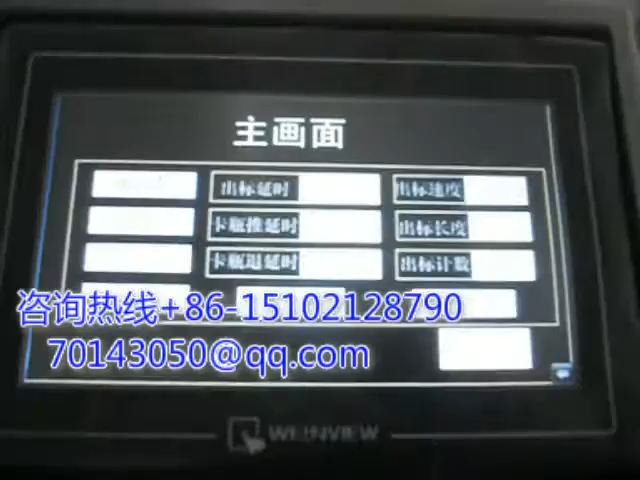 主画面
出标延时 出标速度
卡瓶推延时 出标长度
卡瓶退延时 出标计数
咨询热线+86-15102128790
70143050@qq.com
WEINVIEW